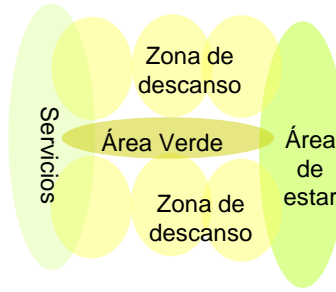 Zona de
descanso
Servicios
Área Verde
Área
de
estar
Zona de
descanso